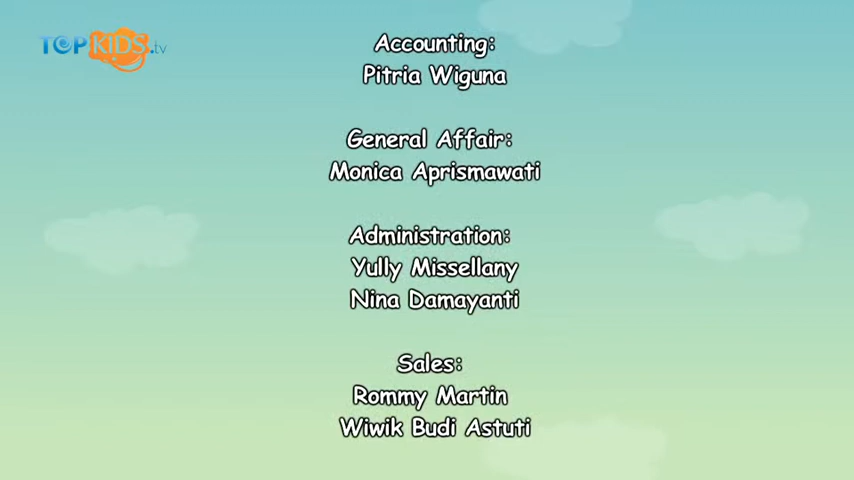 TOPKIDS.tv
Accounting:
Pitria Wiguna
General Affair:
Monica Aprismawati
Administration:
Yully Missellany
Nina Damayanti
Sales:
Rommy Martin
Wiwik Budi Astuti